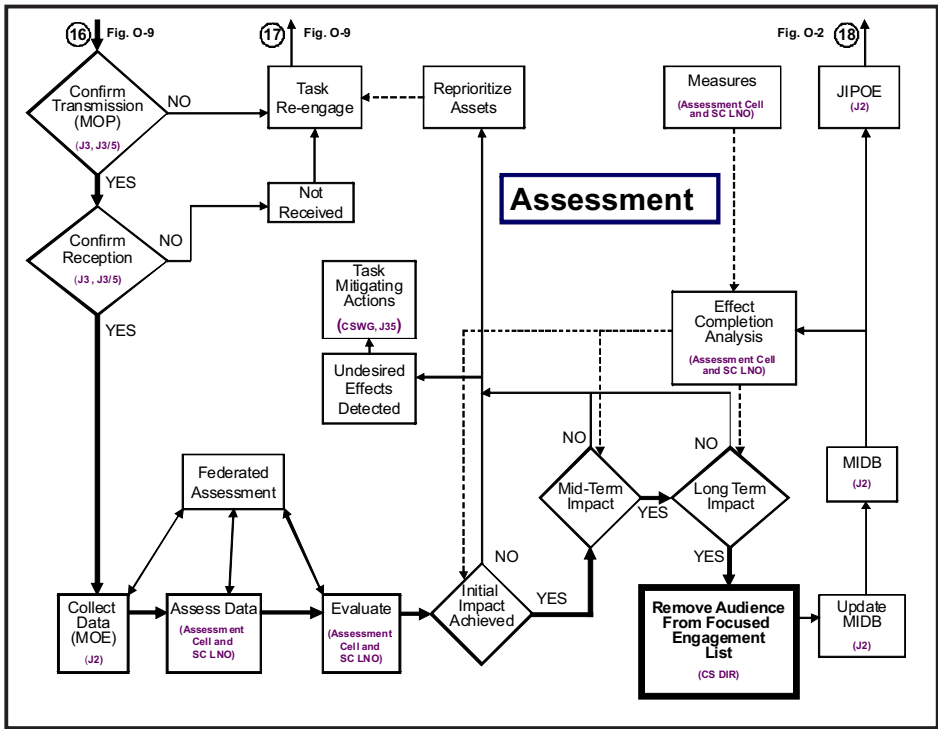 16 Fig. O-9
17 Fig. O-9
Fig. O-2 18
Confirm
Transmission
(MOP)
(J3, J3/5)
NO
YES
Task
Re-engage
Reprioritize
Assets
Measures
(Assessment Cell
and SC LNO)
JIPOE
(J2)
Not
Received
Assessment
Confirm
Reception
(J3, J3/5)
NO
YES
Task
Mitigating
Actions
(CSWG, J35)
Undesired
Effects
Detected
Effect
Completion
Analysis
(Assessment Cell
and SC LNO)
Federated
Assessment
NO
Mid-Term
Impact
YES
NO
Long Term
Impact
YES
MIDB
(J2)
Collect
Data
(MOE)
(J2)
Assess Data
(Assessment
Cell and
SC LNO)
Evaluate
(Assessment
Cell and
SC LNO)
NO
Initial
Impact
Achieved
YES
Remove Audience
From Focused
Engagement
List
(CS DIR)
Update
MIDB
(J2)